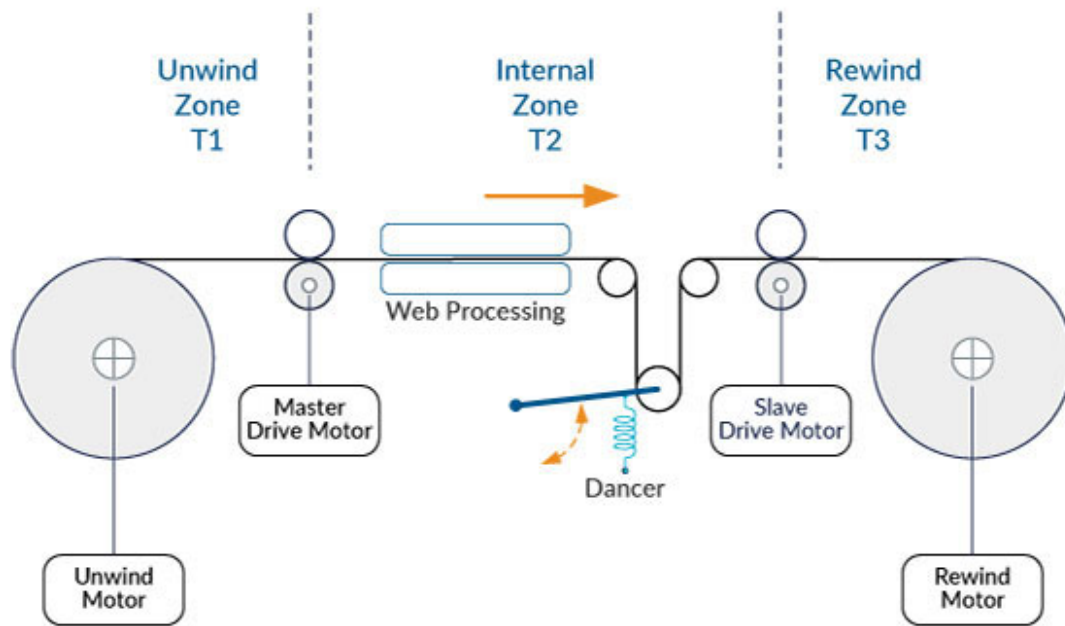 Unwind
Zone
T1
Internal
Zone
T2
Rewind
Zone
T3
Web Processing
Master
Drive Motor
Slave
Drive Motor
Dancer
Unwind
Motor
Rewind
Motor